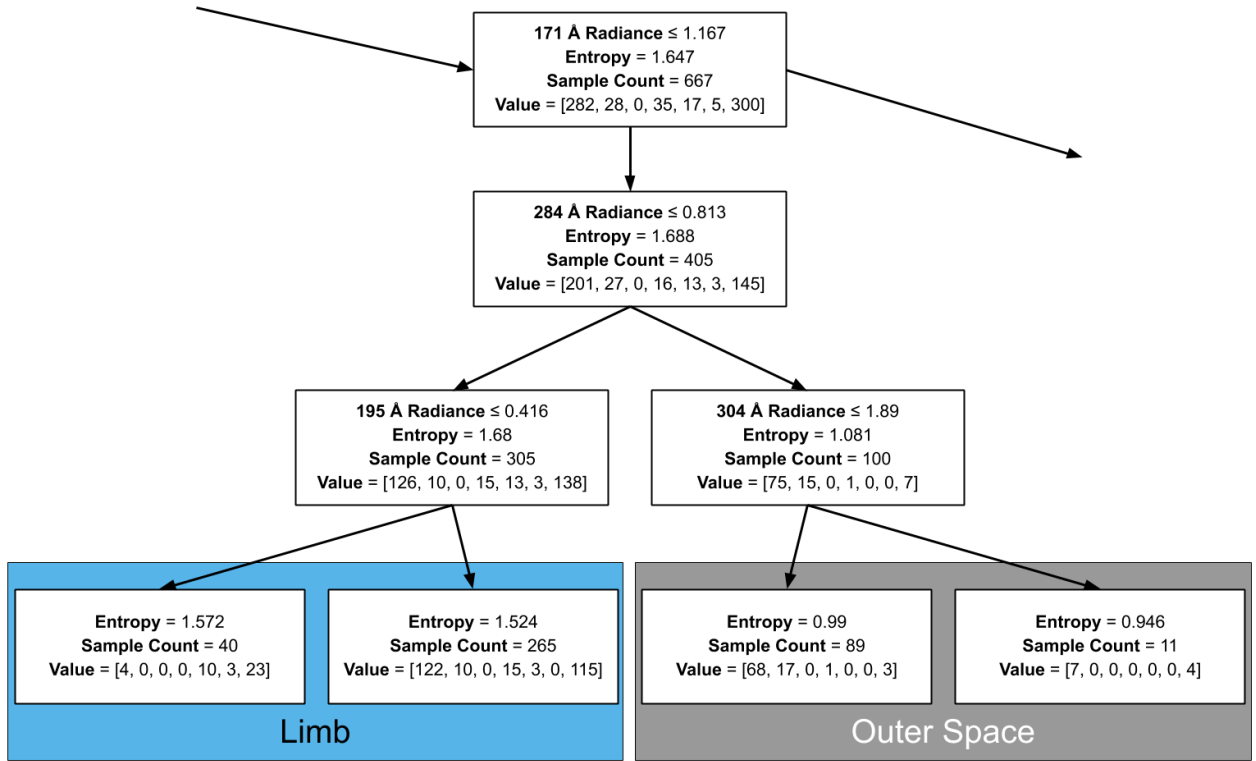 171 Å Radiance ≤ 1.167
Entropy = 1.647
Sample Count = 667
Value = [282, 28, 0, 35, 17, 5, 300]
284 Å Radiance ≤ 0.813
Entropy = 1.688
Sample Count = 405
Value = [201, 27, 0, 16, 13, 3, 145]
195 Å Radiance ≤ 0.416
Entropy = 1.68
Sample Count = 305
Value = [126, 10, 0, 15, 13, 3, 138]
304 Å Radiance ≤ 1.89
Entropy = 1.081
Sample Count = 100
Value = [75, 15, 0, 1, 0, 0, 7]
Entropy = 1.572
Sample Count = 40
Value = [4, 0, 0, 0, 10, 3, 23]
Entropy = 1.524
Sample Count = 265
Value = [122, 10, 0, 15, 3, 0, 115]
Entropy = 0.99
Sample Count = 89
Value = [68, 17, 0, 1, 0, 0, 3]
Entropy = 0.946
Sample Count = 11
Value = [7, 0, 0, 0, 0, 0, 4]
Limb
Outer Space